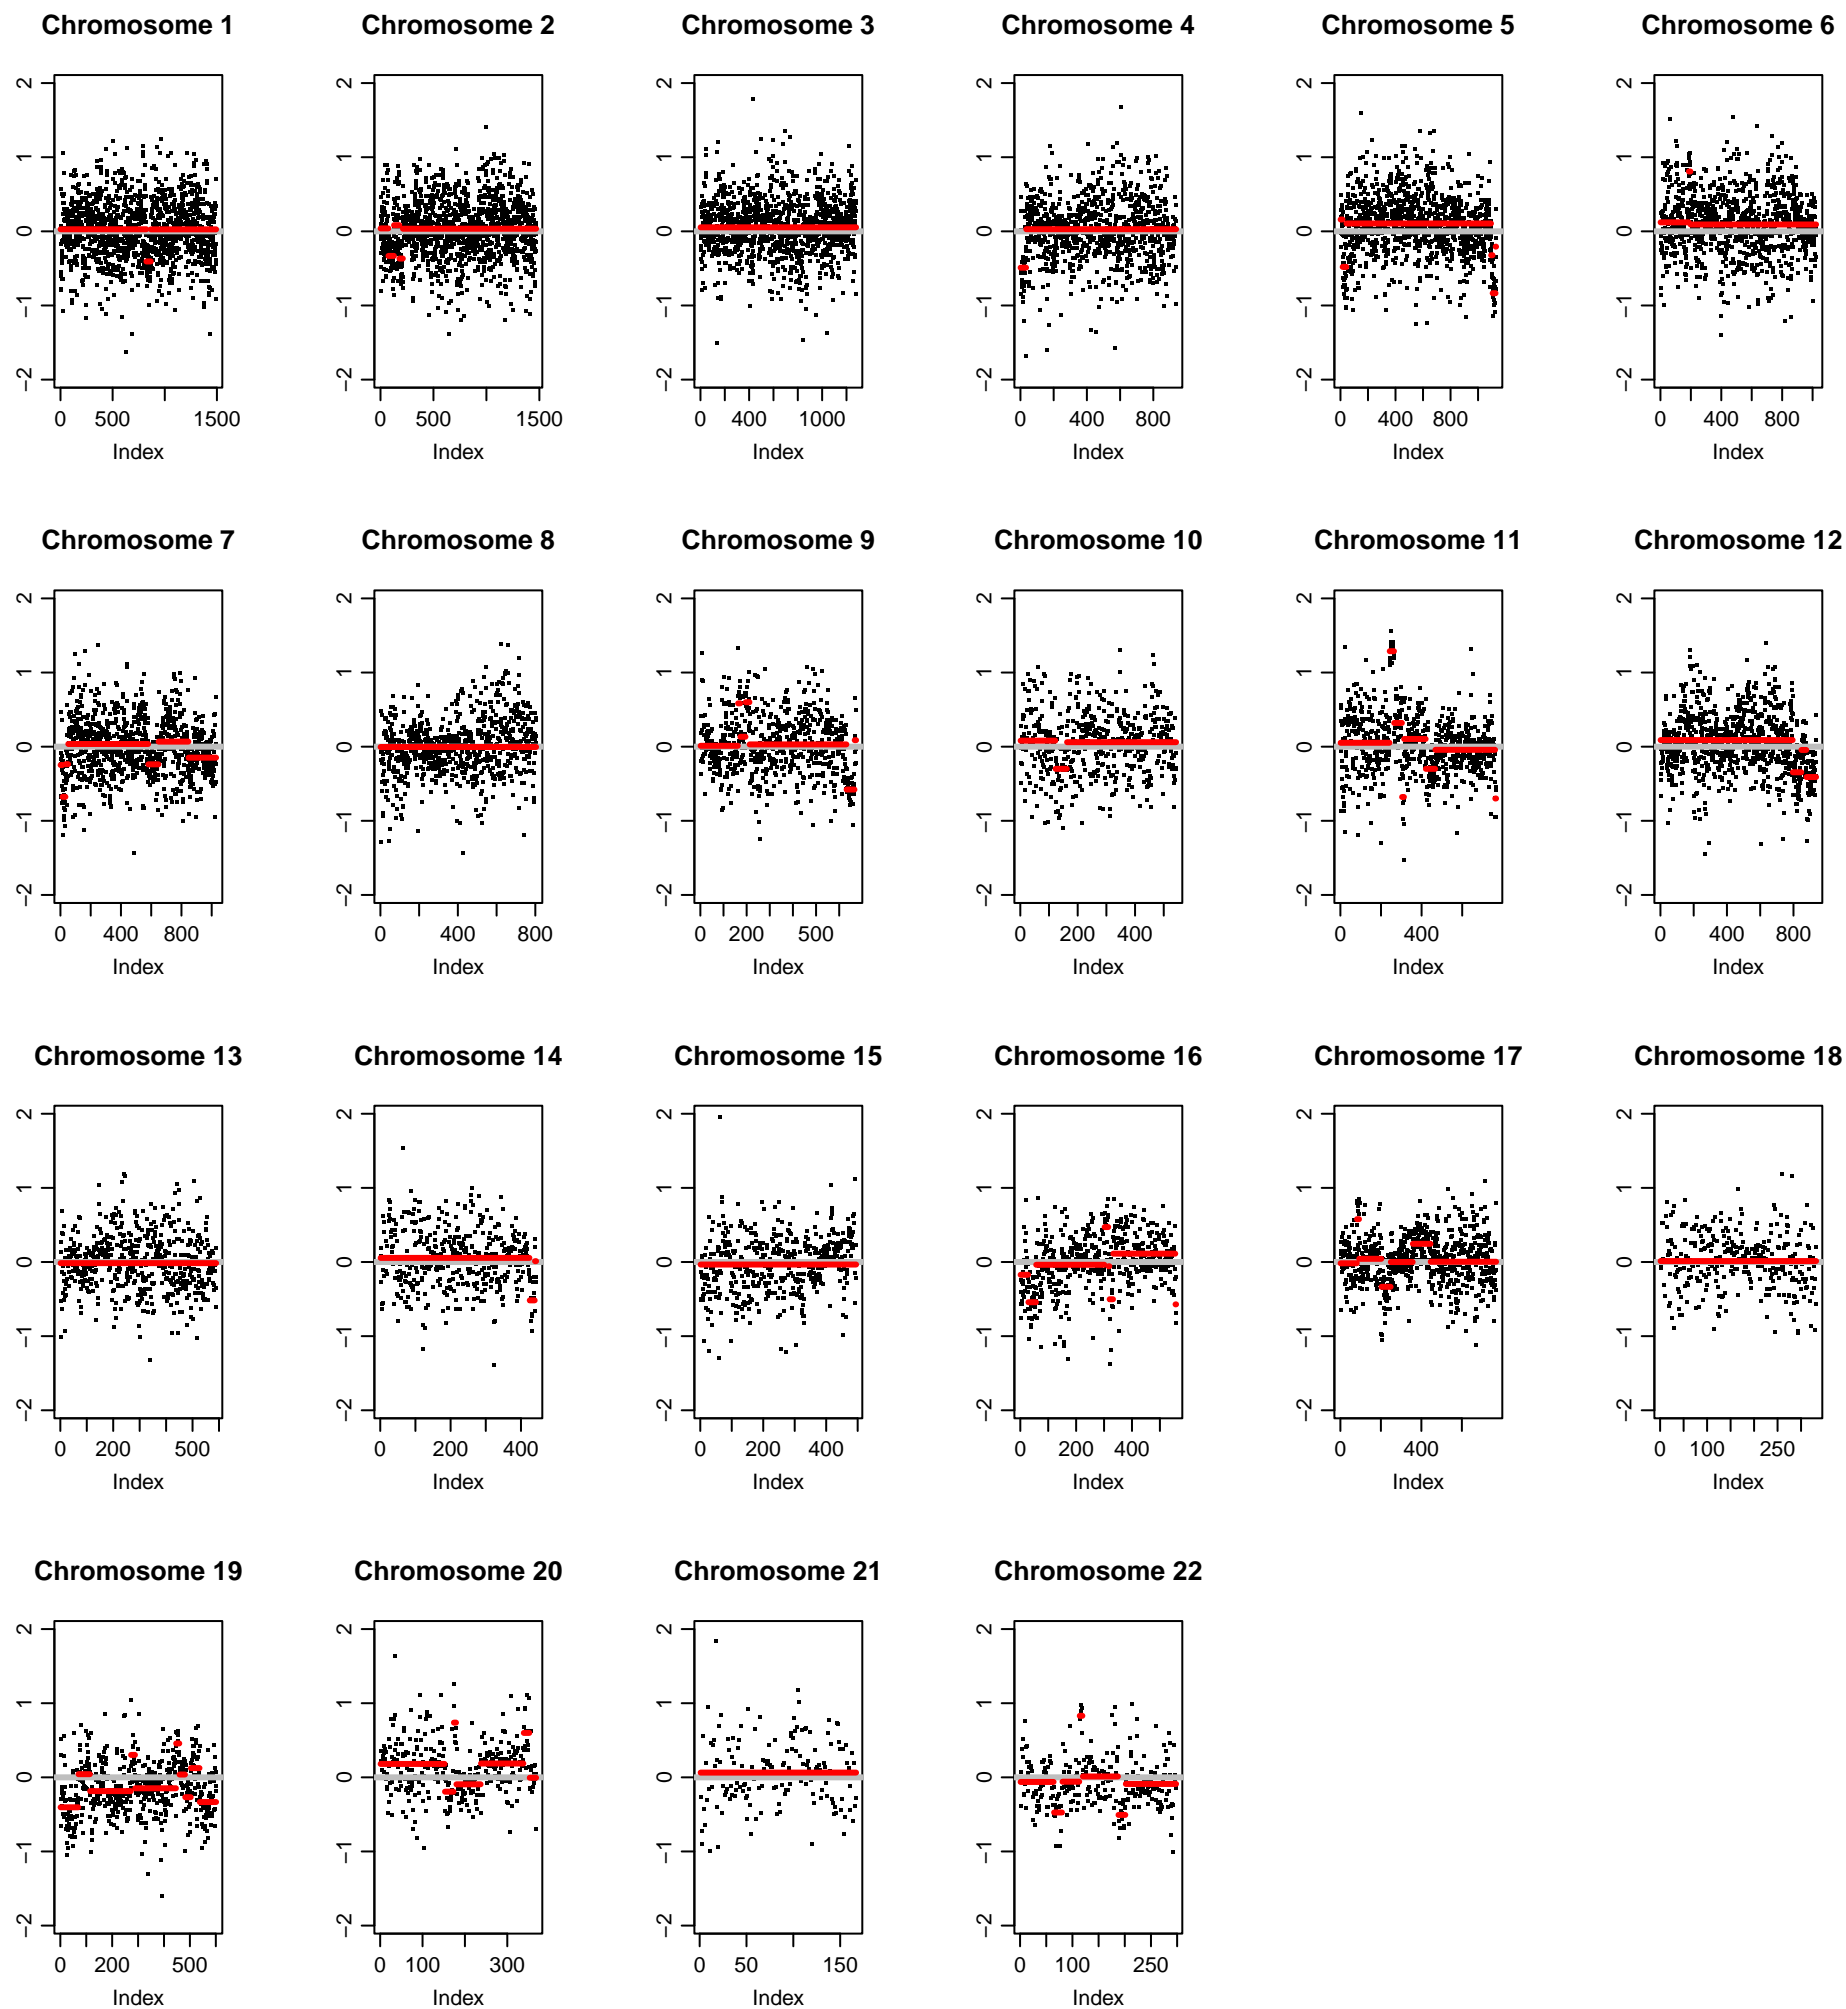 Chromosome 1 Chromosome 2 Chromosome 3 Chromosome 4 Chromosome 5 Chromosome 6
2 2 2 2 2 2
1 1 1 1 1 1
0 0 0 0 0 0
−1 −1 −1 −1 −1 −1
−2 −2 −2 −2 −2 −2
0 500 1500 0 500 1500 0 400 1000 0 400 800 0 400 800 0 400 800
Index Index Index Index Index Index
Chromosome 7 Chromosome 8 Chromosome 9 Chromosome 10 Chromosome 11 Chromosome 12
2 2 2 2 2 2
1 1 1 1 1 1
0 0 0 0 0 0
−1 −1 −1 −1 −1 −1
−2 −2 −2 −2 −2 −2
0 400 800 0 400 800 0 200 500 0 200 400 0 400 0 400 800
Index Index Index Index Index Index
Chromosome 13 Chromosome 14 Chromosome 15 Chromosome 16 Chromosome 17 Chromosome 18
2 2 2 2 2 2
1 1 1 1 1 1
0 0 0 0 0 0
−1 −1 −1 −1 −1 −1
−2 −2 −2 −2 −2 −2
0 200 500 0 200 400 0 200 400 0 200 400 0 400 0 100 250
Index Index Index Index Index Index
Chromosome 19 Chromosome 20 Chromosome 21 Chromosome 22
2 2 2 2
1 1 1 1
0 0 0 0
−1 −1 −1 −1
−2 −2 −2 −2
0 200 500 0 100 300 0 50 150 0 100 250
Index Index Index Index